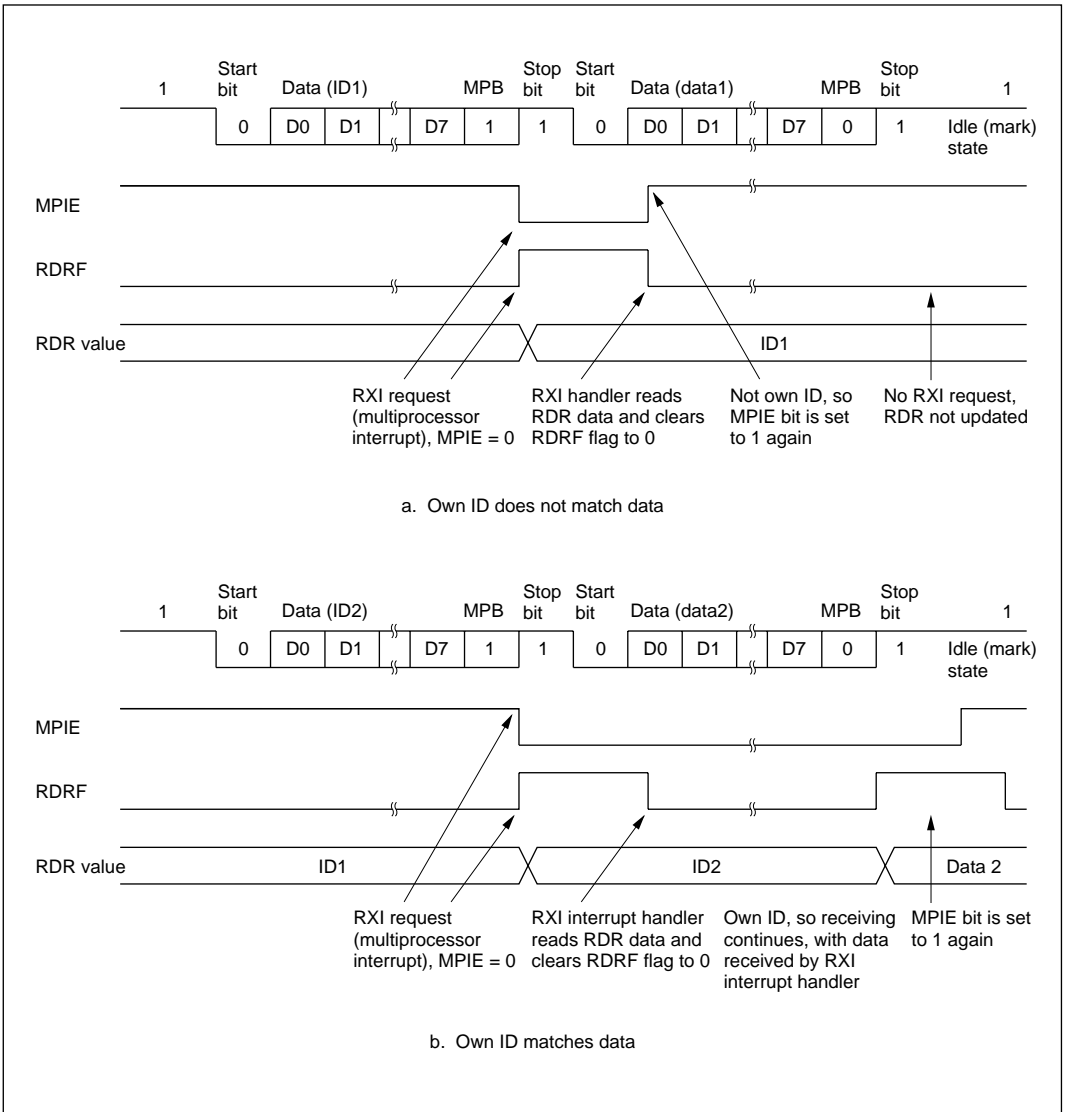 Start Stop Start Stop
1 bit Data (ID1) MPB bit bit Data (data1) MPB bit 1
0 D0 D1 D7 1 1 0 D0 D1 D7 0 1 Idle (mark)
state
MPIE
RDRF
RDR value ID1
RXI request RXI handler reads Not own ID, so No RXI request,
(multiprocessor RDR data and clears MPIE bit is set RDR not updated
interrupt), MPIE = 0 RDRF flag to 0 to 1 again
a. Own ID does not match data
Start Stop Start Stop
1 bit Data (ID2) MPB bit bit Data (data2) MPB bit 1
0 D0 D1 D7 1 1 0 D0 D1 D7 0 1 Idle (mark)
state
MPIE
RDRF
RDR value ID1 ID2 Data 2
RXI request RXI interrupt handler Own ID, so receiving MPIE bit is set
(multiprocessor reads RDR data and continues, with data to 1 again
interrupt), MPIE = 0 clears RDRF flag to 0 received by RXI
interrupt handler
b. Own ID matches data